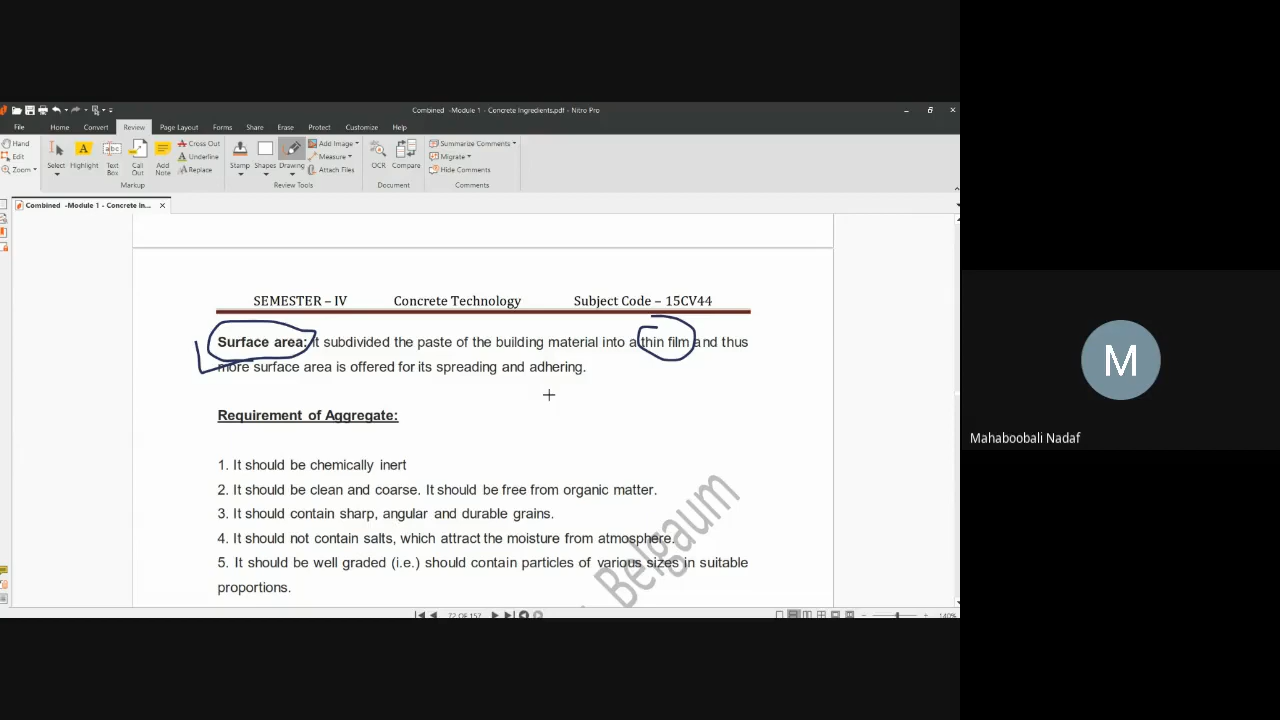 Combined -Module 1 - Concrete Ingredients.pdf - Nitro Pro
File Home Convert Review Page Layout Forms Share Erase Protect Customize Help
Hand
Edit
Zoom
Select Highlight Text Box Call Out Add Note
Cross Out
Underline
Replace
Markup
Stamp Shapes Drawing
Add Image
Measure
Attach Files
Review Tools
OCR Compare
Document
Summarize Comments
Migrate
Hide Comments
Comments
Combined -Module 1 - Concrete In...
SEMESTER – IV Concrete Technology Subject Code – 15CV44
Surface area: It subdivided the paste of the building material into a thin film and thus
more surface area is offered for its spreading and adhering.
Requirement of Aggregate:
1. It should be chemically inert
2. It should be clean and coarse. It should be free from organic matter.
3. It should contain sharp, angular and durable grains.
4. It should not contain salts, which attract the moisture from atmosphere.
5. It should be well graded (i.e.) should contain particles of various sizes in suitable
proportions.
Belgaum
72 OF 157
140%
M
Mahaboobali Nadaf